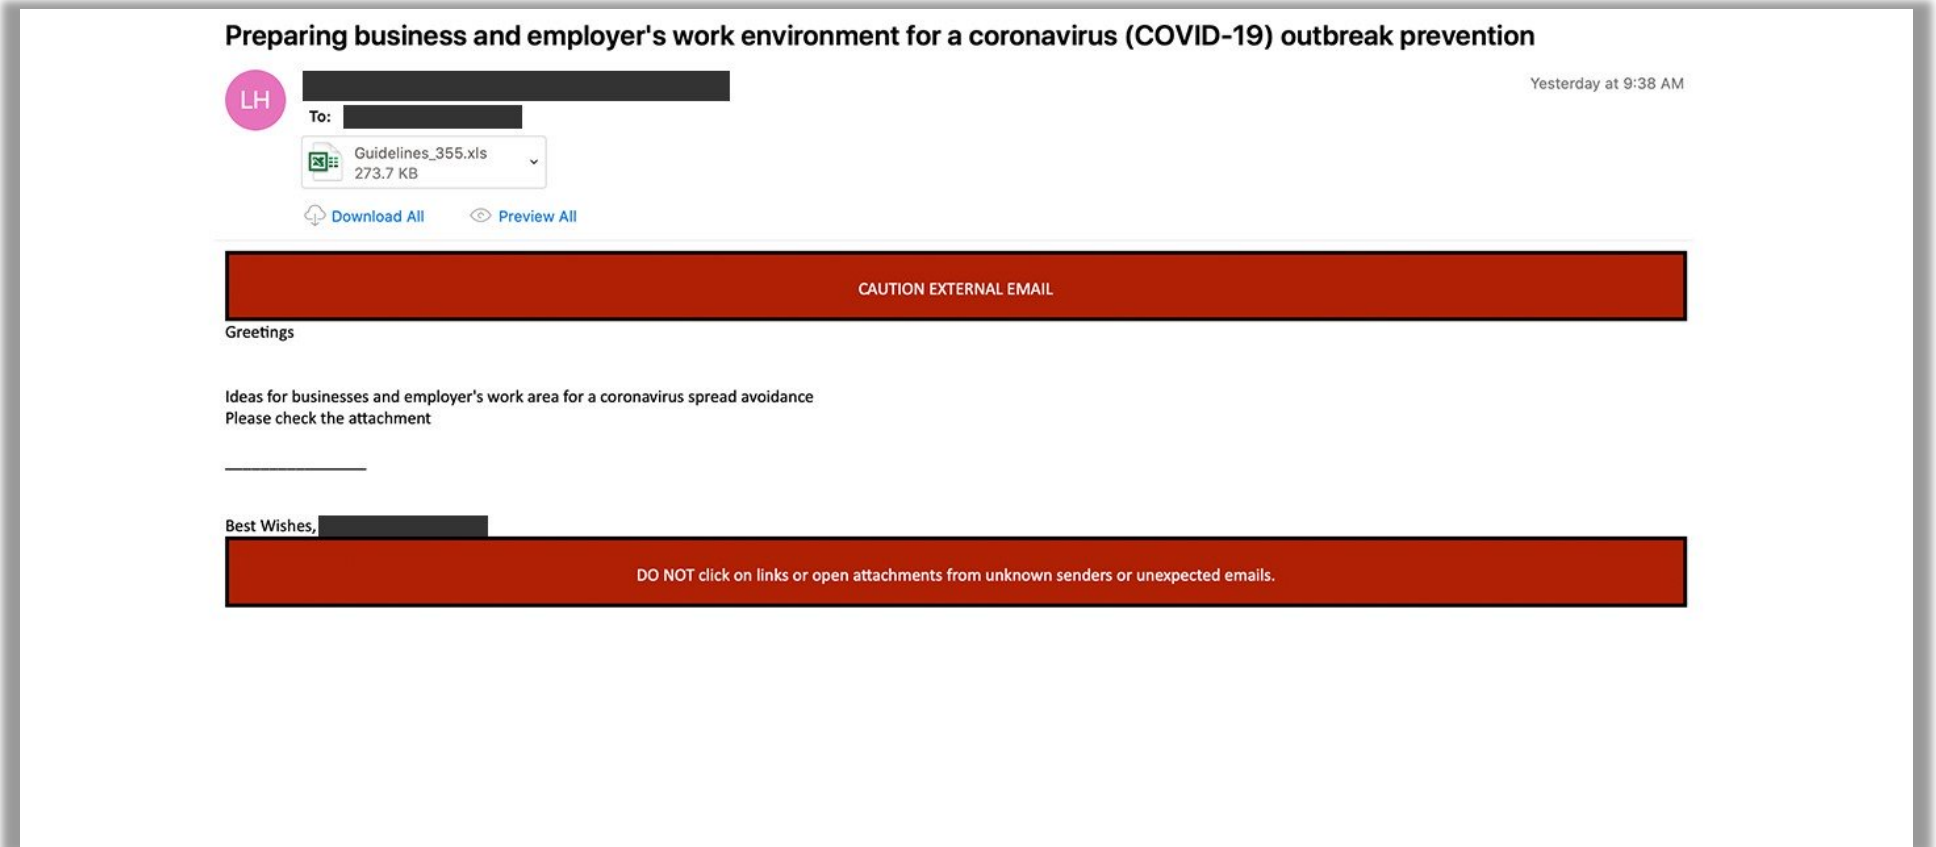 Preparing business and employer's work environment for a coronavirus (COVID-19) outbreak prevention
LH
Yesterday at 9:38 AM
To:
Guidelines_355.xls
273.7 KB
Download All Preview All
CAUTION EXTERNAL EMAIL
Greetings
Ideas for businesses and employer's work area for a coronavirus spread avoidance
Please check the attachment
Best Wishes,
DO NOT click on links or open attachments from unknown senders or unexpected emails.